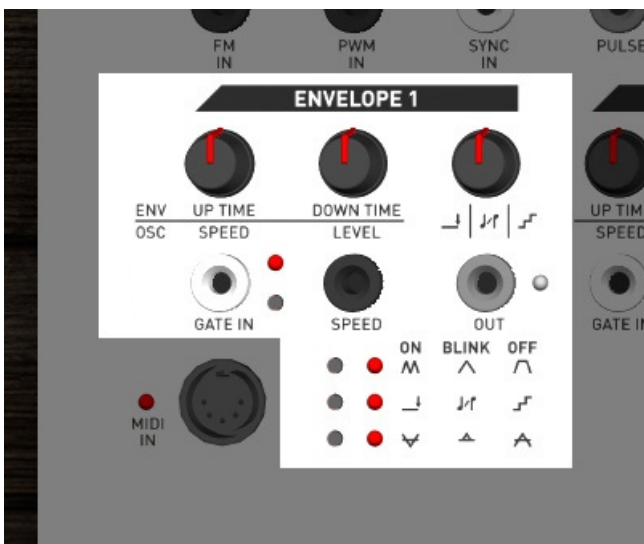 FM IN
PWM IN
SYNC IN
PULSE
ENVELOPE 1
ENV UP TIME DOWN TIME
OSC SPEED LEVEL
UP TIM
SPEED
GATE IN SPEED OUT
GATE IN
ON BLINK OFF
MIDI IN